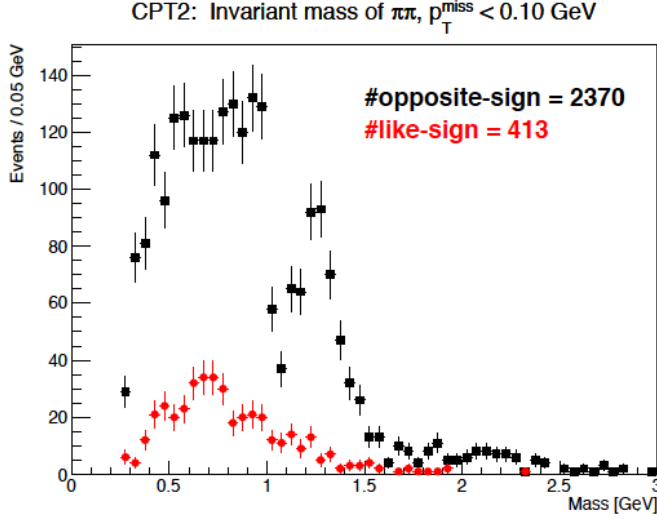 CPT2: Invariant mass of ππ, p_T^miss < 0.10 GeV
Events / 0.05 GeV
140
120
100
80
60
40
20
0
#opposite-sign = 2370
#like-sign = 413
0 0.5 1 1.5 2 2.5 3
Mass [GeV]